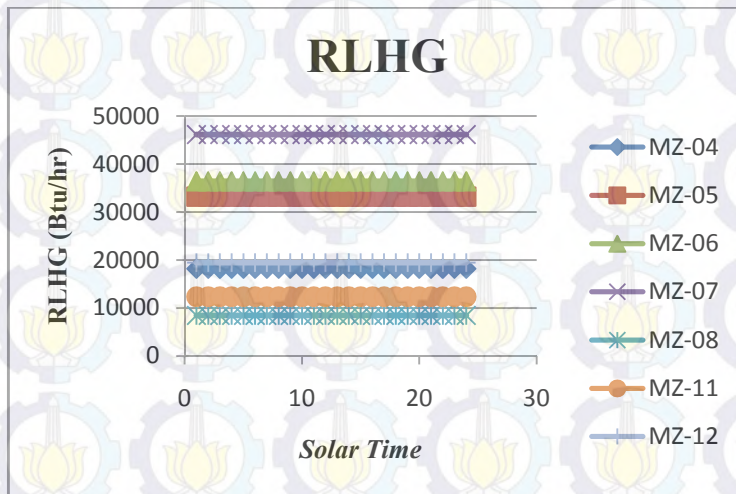 RLHG
50000
40000
30000
20000
10000
0
RLHG (Btu/hr)
0 10 20 30
Solar Time
MZ-04
MZ-05
MZ-06
MZ-07
MZ-08
MZ-11
MZ-12